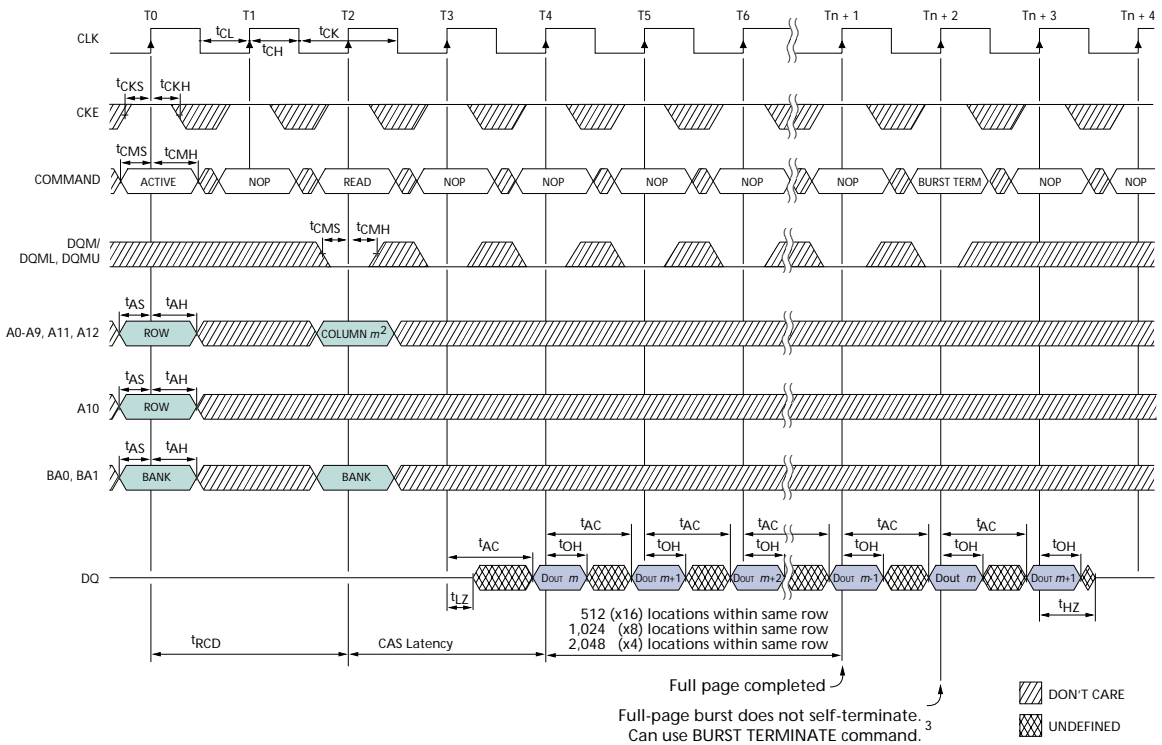 T0 T1 T2 T3 T4 T5 T6 Tn + 1 Tn + 2 Tn + 3 Tn + 4
CLK
tCL tCH tCK
CKE
tCKS tCKH
COMMAND
tCMS tCMH
ACTIVE NOP READ NOP NOP NOP NOP NOP BURST TERM NOP NOP
DQM/
DQML, DQMU
tCMS tCMH
A0-A9, A11, A12
tAS tAH
ROW COLUMN m2
A10
tAS tAH
ROW
BA0, BA1
tAS tAH
BANK BANK
DQ
tAC tAC tAC tAC tAC tAC
tOH tOH tOH tOH tOH tOH
DOUT m DOUT m+1 DOUT m+2 DOUT m-1 DOUT m DOUT m+1
tLZ tHZ
512 (x16) locations within same row
1,024 (x8) locations within same row
2,048 (x4) locations within same row
tRCD CAS Latency
Full page completed
Full-page burst does not self-terminate. 3
Can use BURST TERMINATE command.
DON'T CARE
UNDEFINED